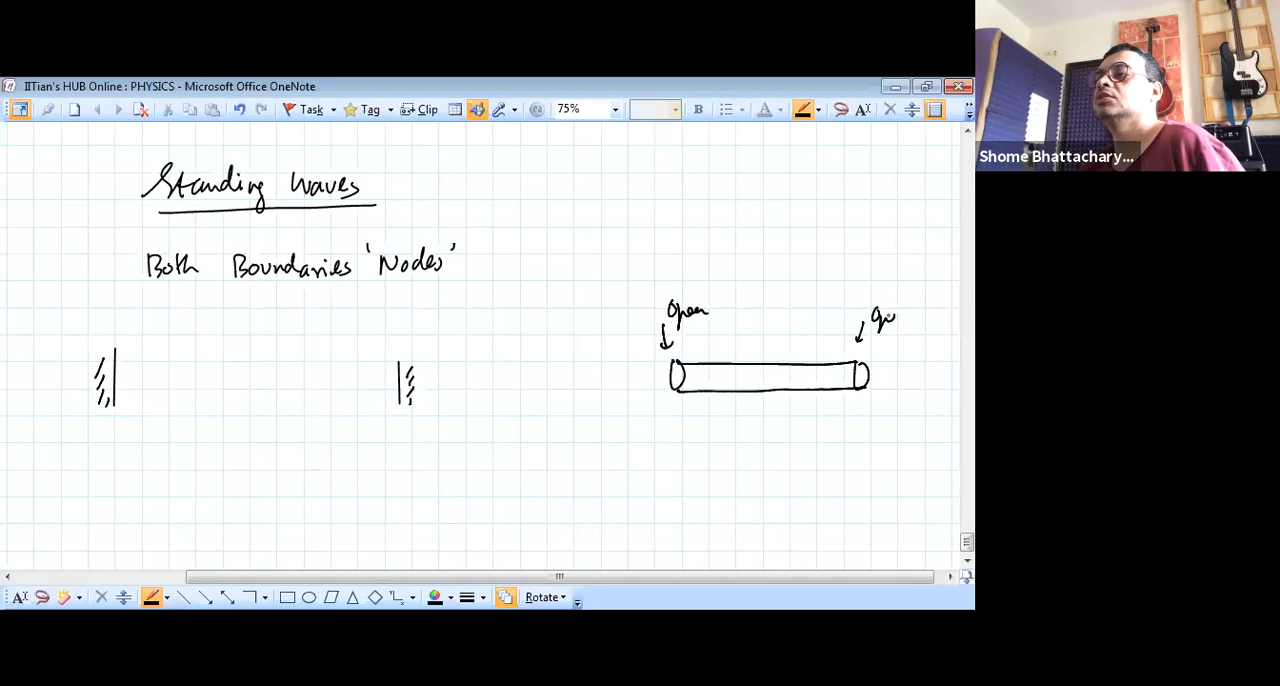 IITian's HUB Online : PHYSICS - Microsoft Office OneNote
Task Tag Clip 75% B A A
Standing Waves
Both Boundaries 'Nodes'
Open
Shome Bhattachary...
A Rotate